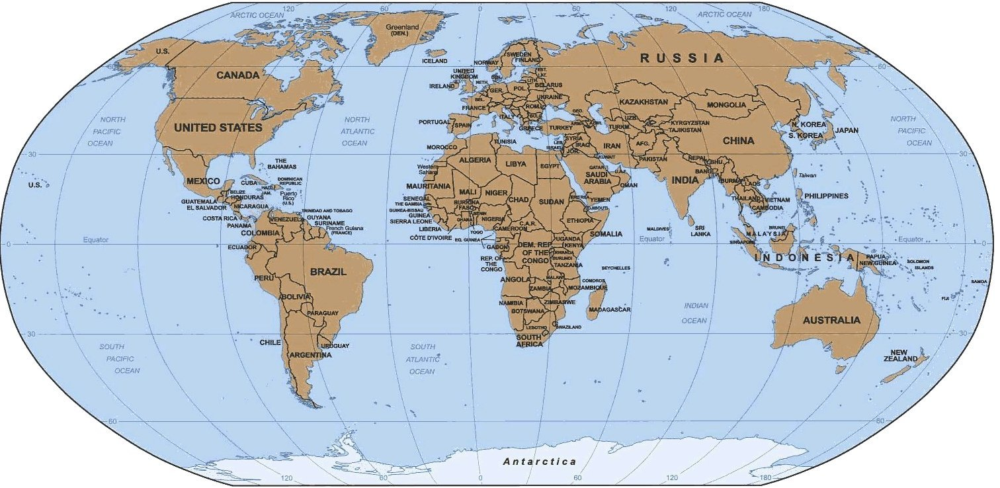 120
60
0
60
120
180
ARCTIC OCEAN
ARCTIC OCEAN
Greenland
(DEN.)
U.S.
CANADA
ICELAND
NORWAY
SWEDEN
FINLAND
RUSSIA
60
60
UNITED
KINGDOM
IRELAND
NETH.
DEN.
EST.
LAT.
LITH.
BELARUS
GER.
POL.
BEL.
UKRAINE
FRANCE
ROM.
BULG.
ITALY
PORTUGAL
SPAIN
GREECE
TURKEY
GEO.
KAZAKHSTAN
MONGOLIA
UZB.
TURKM.
KYRGYZSTAN
TAJIKISTAN
N. KOREA
S. KOREA
JAPAN
CHINA
UNITED STATES
NORTH
PACIFIC
OCEAN
NORTH
ATLANTIC
OCEAN
NORTH
PACIFIC
OCEAN
30
30
MOROCCO
TUNISIA
ALGERIA
LIBYA
EGYPT
LEB.
ISRAEL
SYRIA
IRAQ
JOR.
KUWAIT
IRAN
AFG.
PAKISTAN
NEPAL
BHU.
BANG.
INDIA
BURMA
LAOS
Taiwan
THAILAND
VIETNAM
CAMBODIA
PHILIPPINES
QATAR
U.A.E.
SAUDI
ARABIA
OMAN
YEMEN
U.S.
MEXICO
THE
BAHAMAS
CUBA
DOMINICAN
REPUBLIC
HAITI
JAM.
Puerto
Rico
(U.S.)
BELIZE
HONDURAS
GUATEMALA
EL SALVADOR
NICARAGUA
COSTA RICA
PANAMA
TRINIDAD AND TOBAGO
VENEZUELA
GUYANA
SURINAME
French Guiana
(FRANCE)
COLOMBIA
ECUADOR
Western
Sahara
MAURITANIA
MALI
NIGER
CHAD
SUDAN
ERITREA
DJIBOUTI
SENEGAL
THE GAMBIA
GUINEA-BISSAU
GUINEA
SIERRA LEONE
LIBERIA
CÔTE D'IVOIRE
BURKINA
FASO
GHANA
BENIN
TOGO
NIGERIA
CAMEROON
C.A.R.
ETHIOPIA
SOMALIA
EQ. GUINEA
GABON
REP. OF
THE
CONGO
DEM. REP.
OF THE
CONGO
UGANDA
KENYA
RWANDA
BURUNDI
TANZANIA
MALDIVES
SRI
LANKA
BRUNEI
MALAYSIA
SINGAPORE
INDONESIA
PAPUA
NEW GUINEA
SOLOMON
ISLANDS
SAMOA
FIJI
Equator
Equator
Equator
0
0
SEYCHELLES
COMOROS
PERU
BRAZIL
BOLIVIA
PARAGUAY
CHILE
URUGUAY
ARGENTINA
ANGOLA
ZAMBIA
MALAWI
MOZAMBIQUE
NAMIBIA
ZIMBABWE
BOTSWANA
MADAGASCAR
LESOTHO
SWAZILAND
SOUTH
AFRICA
INDIAN
OCEAN
AUSTRALIA
NEW
ZEALAND
30
30
SOUTH
PACIFIC
OCEAN
SOUTH
ATLANTIC
OCEAN
60
60
Antarctica
120
60
0
60
120
180